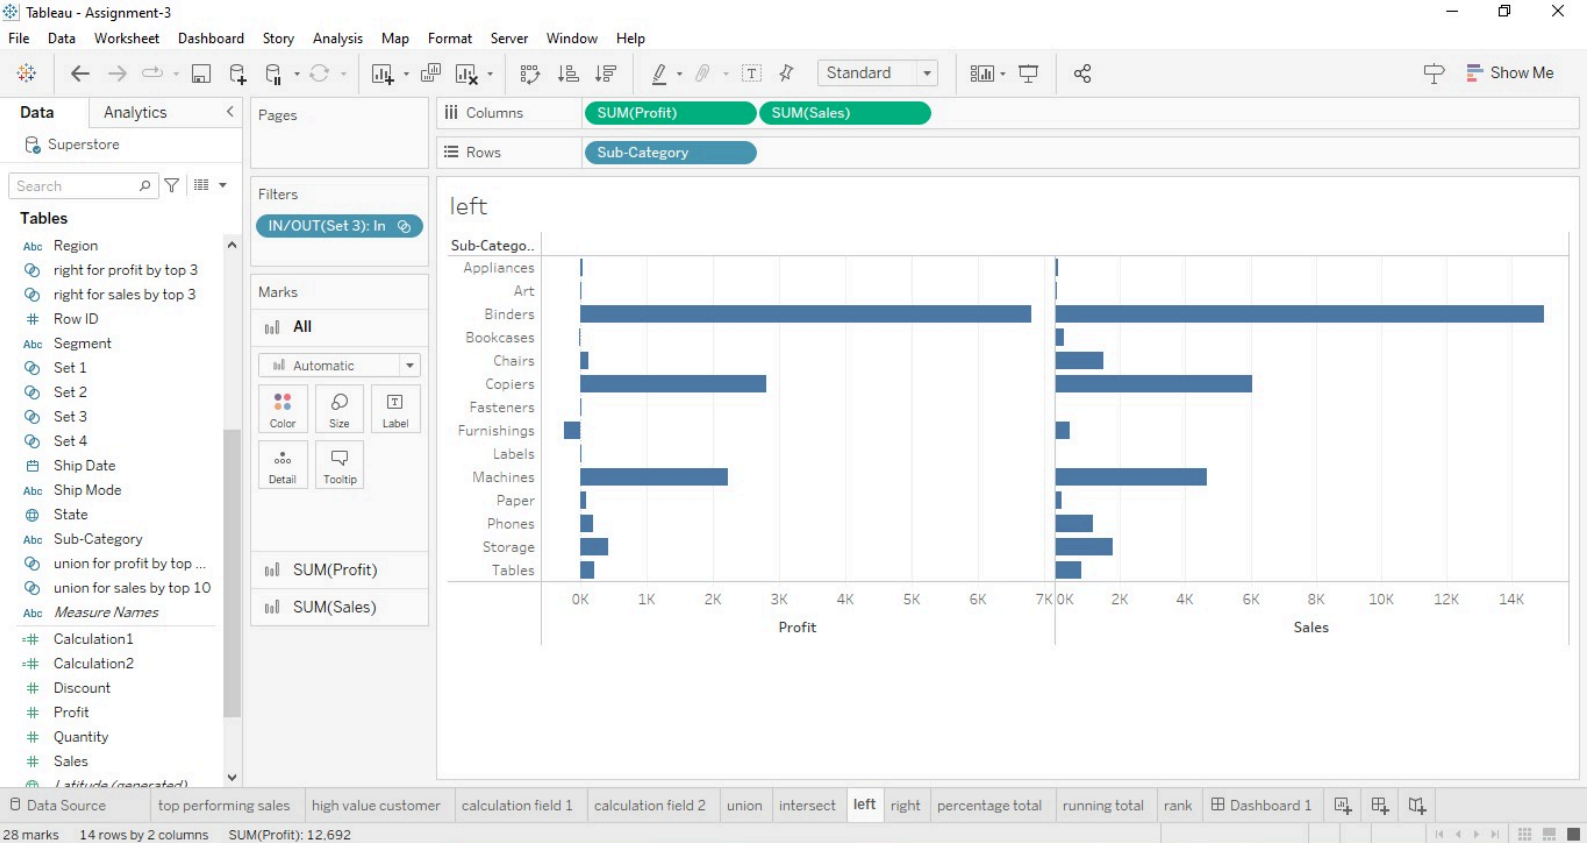 Tableau - Assignment-3
File Data Worksheet Dashboard Story Analysis Map Format Server Window Help
Standard
Show Me
Data Analytics
Superstore
Search
Tables
Abc Region
right for profit by top 3
right for sales by top 3
# Row ID
Abc Segment
Set 1
Set 2
Set 3
Set 4
Ship Date
Abc Ship Mode
State
Abc Sub-Category
union for profit by top ...
union for sales by top 10
Abc Measure Names
=# Calculation1
=# Calculation2
# Discount
# Profit
# Quantity
# Sales
Latitude (generated)
Pages
Filters
IN/OUT(Set 3): In
Marks
All
Automatic
Color Size Label
Detail Tooltip
SUM(Profit)
SUM(Sales)
Columns SUM(Profit) SUM(Sales)
Rows Sub-Category
left
Sub-Catego..
Appliances
Art
Binders
Bookcases
Chairs
Copiers
Fasteners
Furnishings
Labels
Machines
Paper
Phones
Storage
Tables
0K 1K 2K 3K 4K 5K 6K 7K 0K 2K 4K 6K 8K 10K 12K 14K
Profit Sales
Data Source top performing sales high value customer calculation field 1 calculation field 2 union intersect left right percentage total running total rank Dashboard 1
28 marks 14 rows by 2 columns SUM(Profit): 12,692